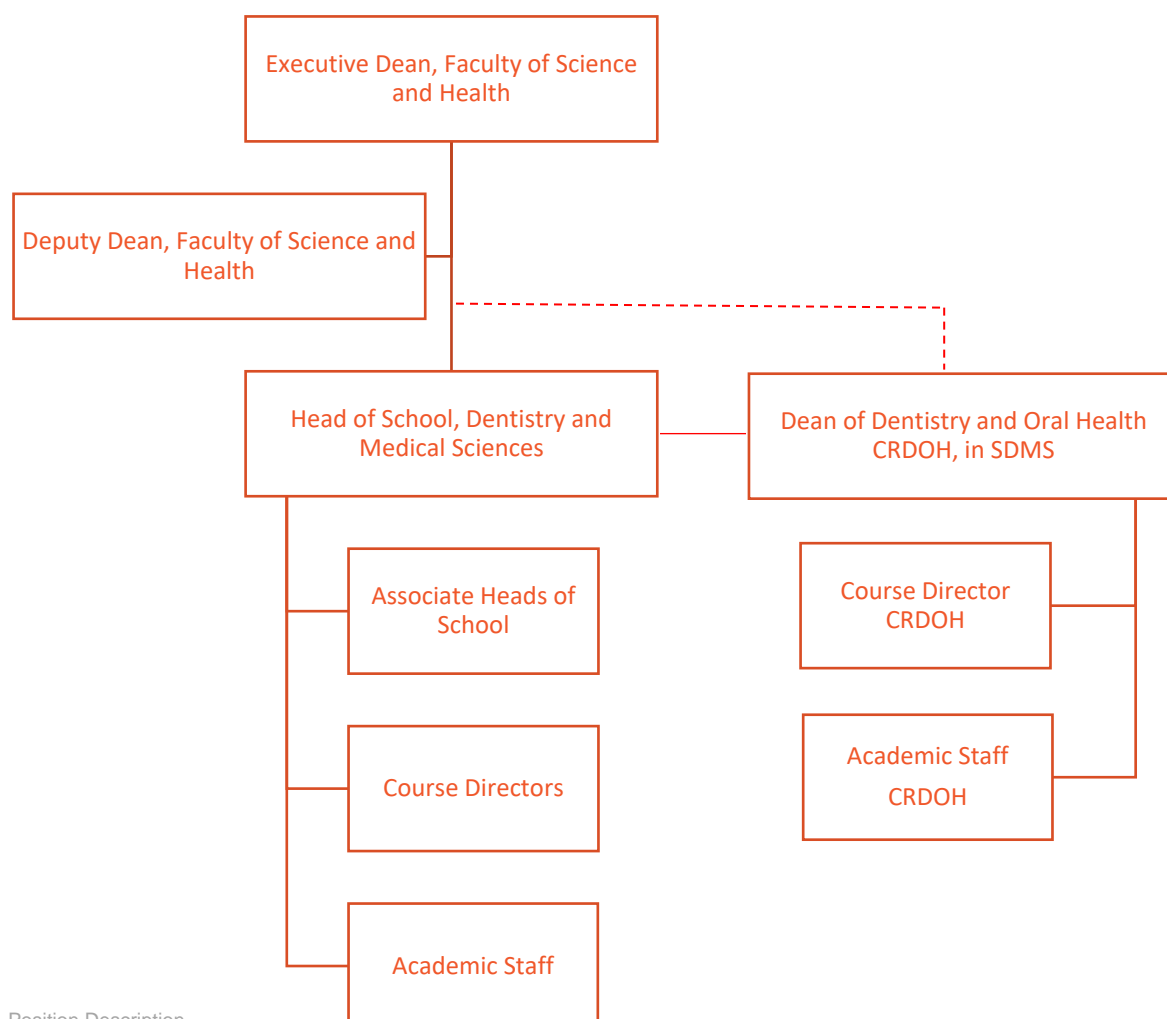 Executive Dean, Faculty of Science
and Health
Deputy Dean, Faculty of Science and
Health
Head of School, Dentistry and
Medical Sciences
Dean of Dentistry and Oral Health
CRDOH, in SDMS
Associate Heads of
School
Course Director
CRDOH
Course Directors
Academic Staff
CRDOH
Academic Staff
Position Description